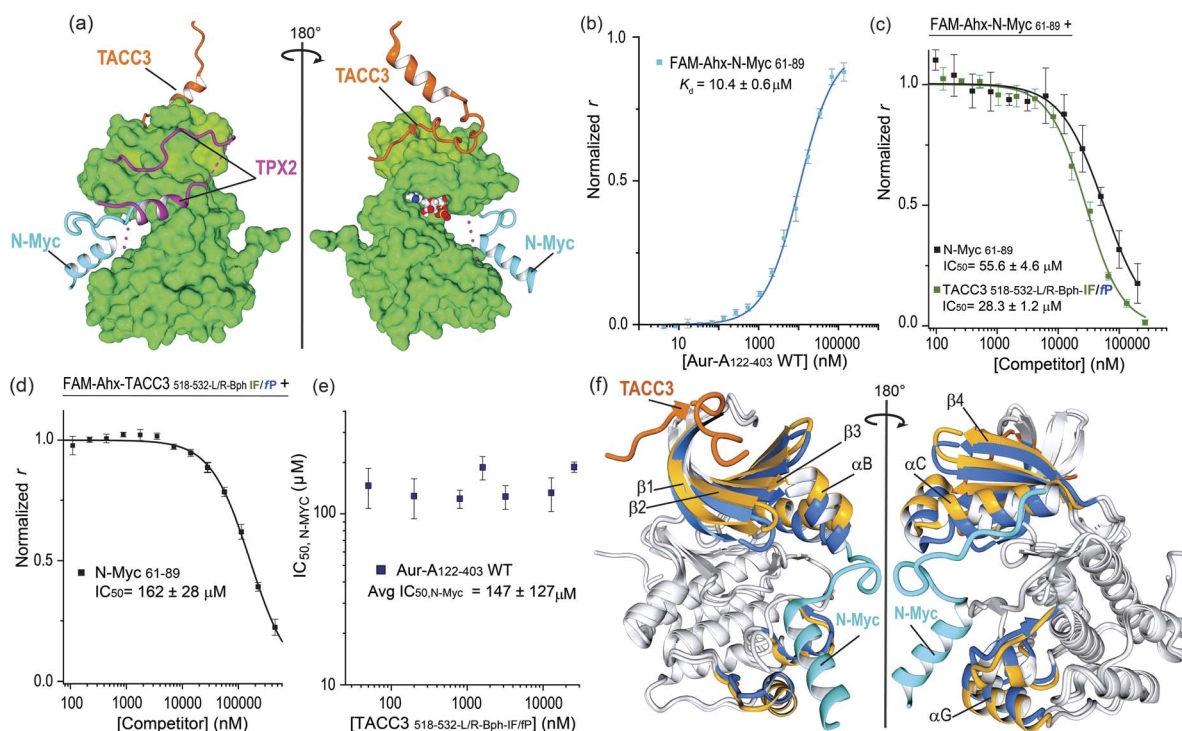 (a)
180°
TACC3
TACC3
TPX2
N-Myc
N-Myc
(b)
Normalized r
1
0.5
0.0
FAM-Ahx-N-Myc 61-89
Kd = 10.4 ± 0.6 µM
10 1000 100000
[Aur-A122-403 WT] (nM)
(c)
FAM-Ahx-N-Myc 61-89 +
Normalized r
1.0
0.5
0.0
N-Myc 61-89
IC50= 55.6 ± 4.6 µM
TACC3 518-532-L/R-Bph-IF/fP
IC50= 28.3 ± 1.2 µM
100 1000 10000 100000
[Competitor] (nM)
(d)
FAM-Ahx-TACC3 518-532-L/R-Bph IF/fP +
Normalized r
1.0
0.5
0.0
N-Myc 61-89
IC50= 162 ± 28 µM
100 1000 10000 100000
[Competitor] (nM)
(e)
IC50, N-MYC (µM)
100
10
Aur-A122-403 WT
Avg IC50,N-Myc = 147 ± 127µM
100 1000 10000
[TACC3 518-532-L/R-Bph-IF/fP] (nM)
(f)
180°
TACC3
β3
αB
β1
β2
N-Myc
β4
αC
N-Myc
αG